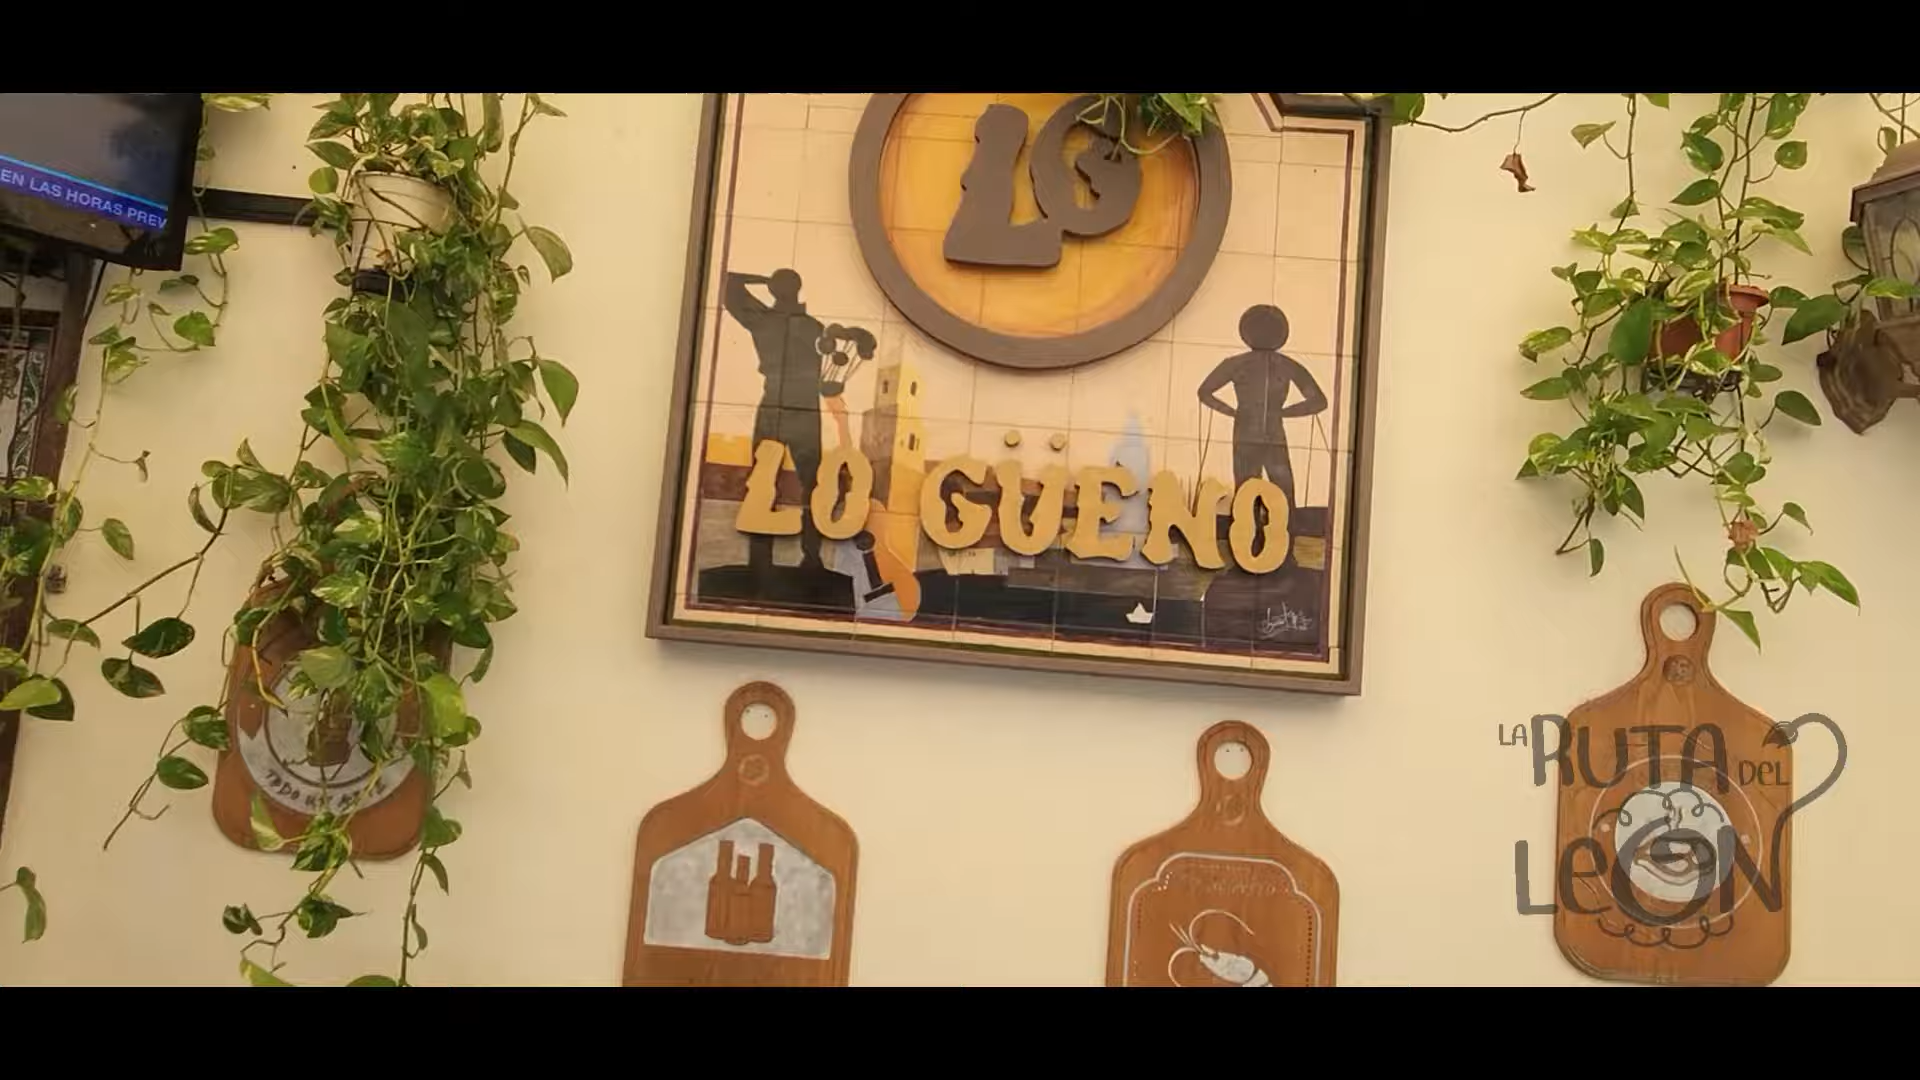 EN LAS HORAS PREV
LG
LO GÜENO
LA RUTA DEL
LEON